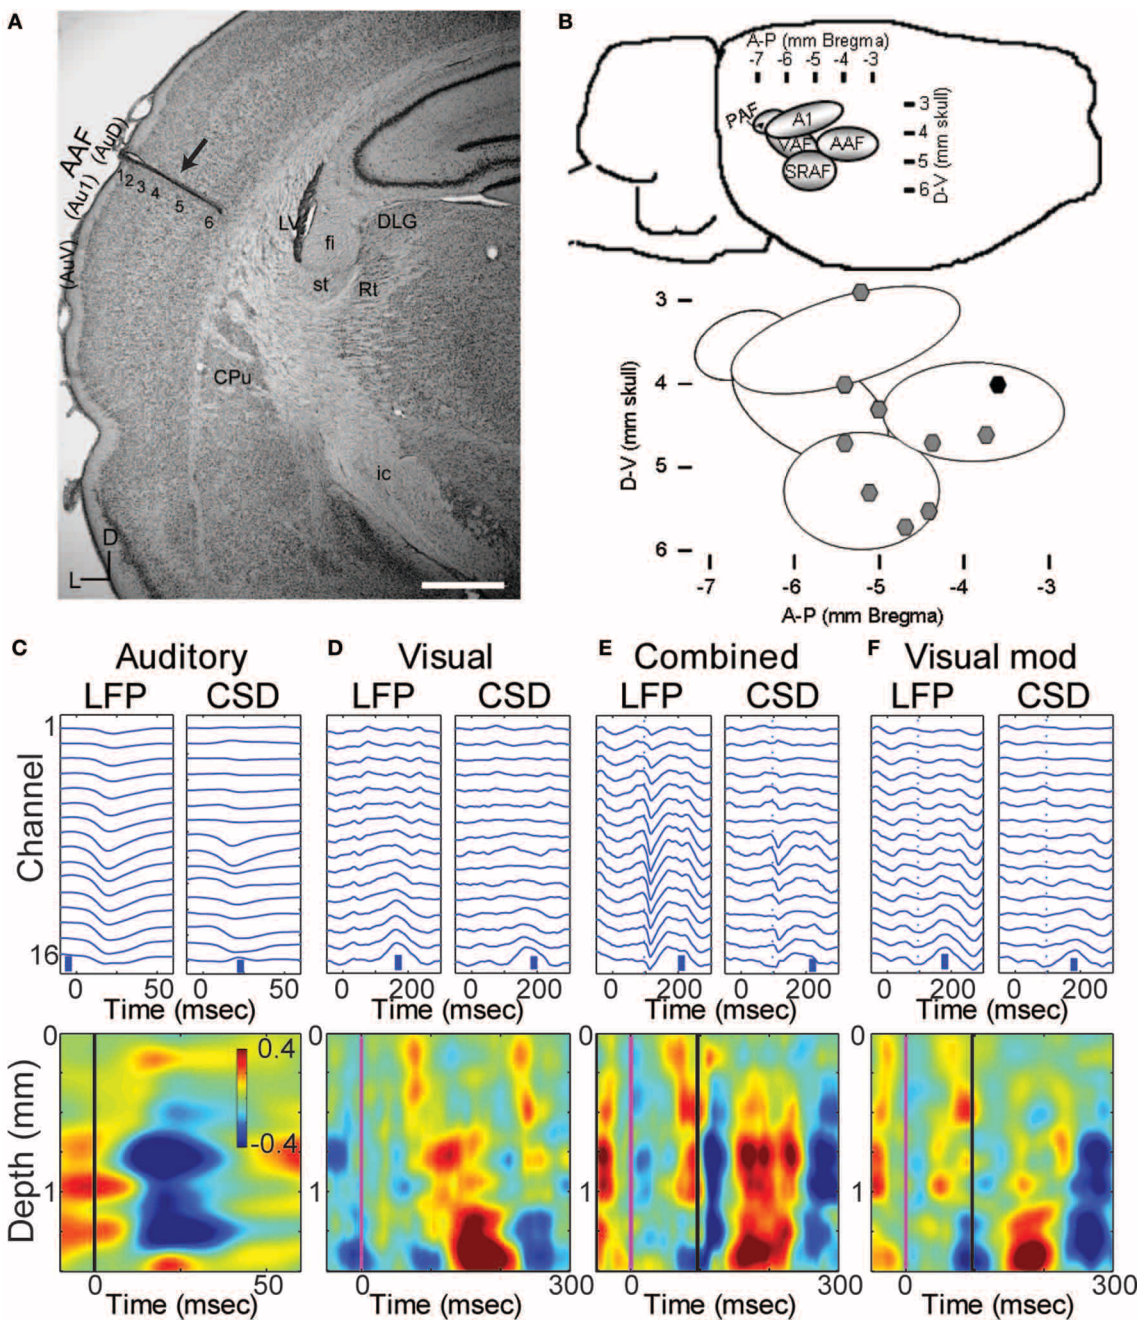 A
AAF
(AuD)
(Au1)
(AuV)
1 2 3 4 5 6
LV
fi
DLG
st
Rt
CPu
ic
D
L
B
A-P (mm Bregma)
-7 -6 -5 -4 -3
PAF
A1
VAF
AAF
SRAF
3
4
5
6
D-V (mm skull)
3
4
5
6
D-V (mm skull)
-7 -6 -5 -4 -3
A-P (mm Bregma)
C Auditory
LFP CSD
D Visual
LFP CSD
E Combined
LFP CSD
F Visual mod
LFP CSD
1
16
Channel
0 50 0 50
Time (msec)
0 200 0 200
Time (msec)
0 200 0 200
Time (msec)
0 200 0 200
Time (msec)
0
1
Depth (mm)
0.4
-0.4
0 60
Time (msec)
0
1
0 300
Time (msec)
0
1
0 300
Time (msec)
0
1
0 300
Time (msec)